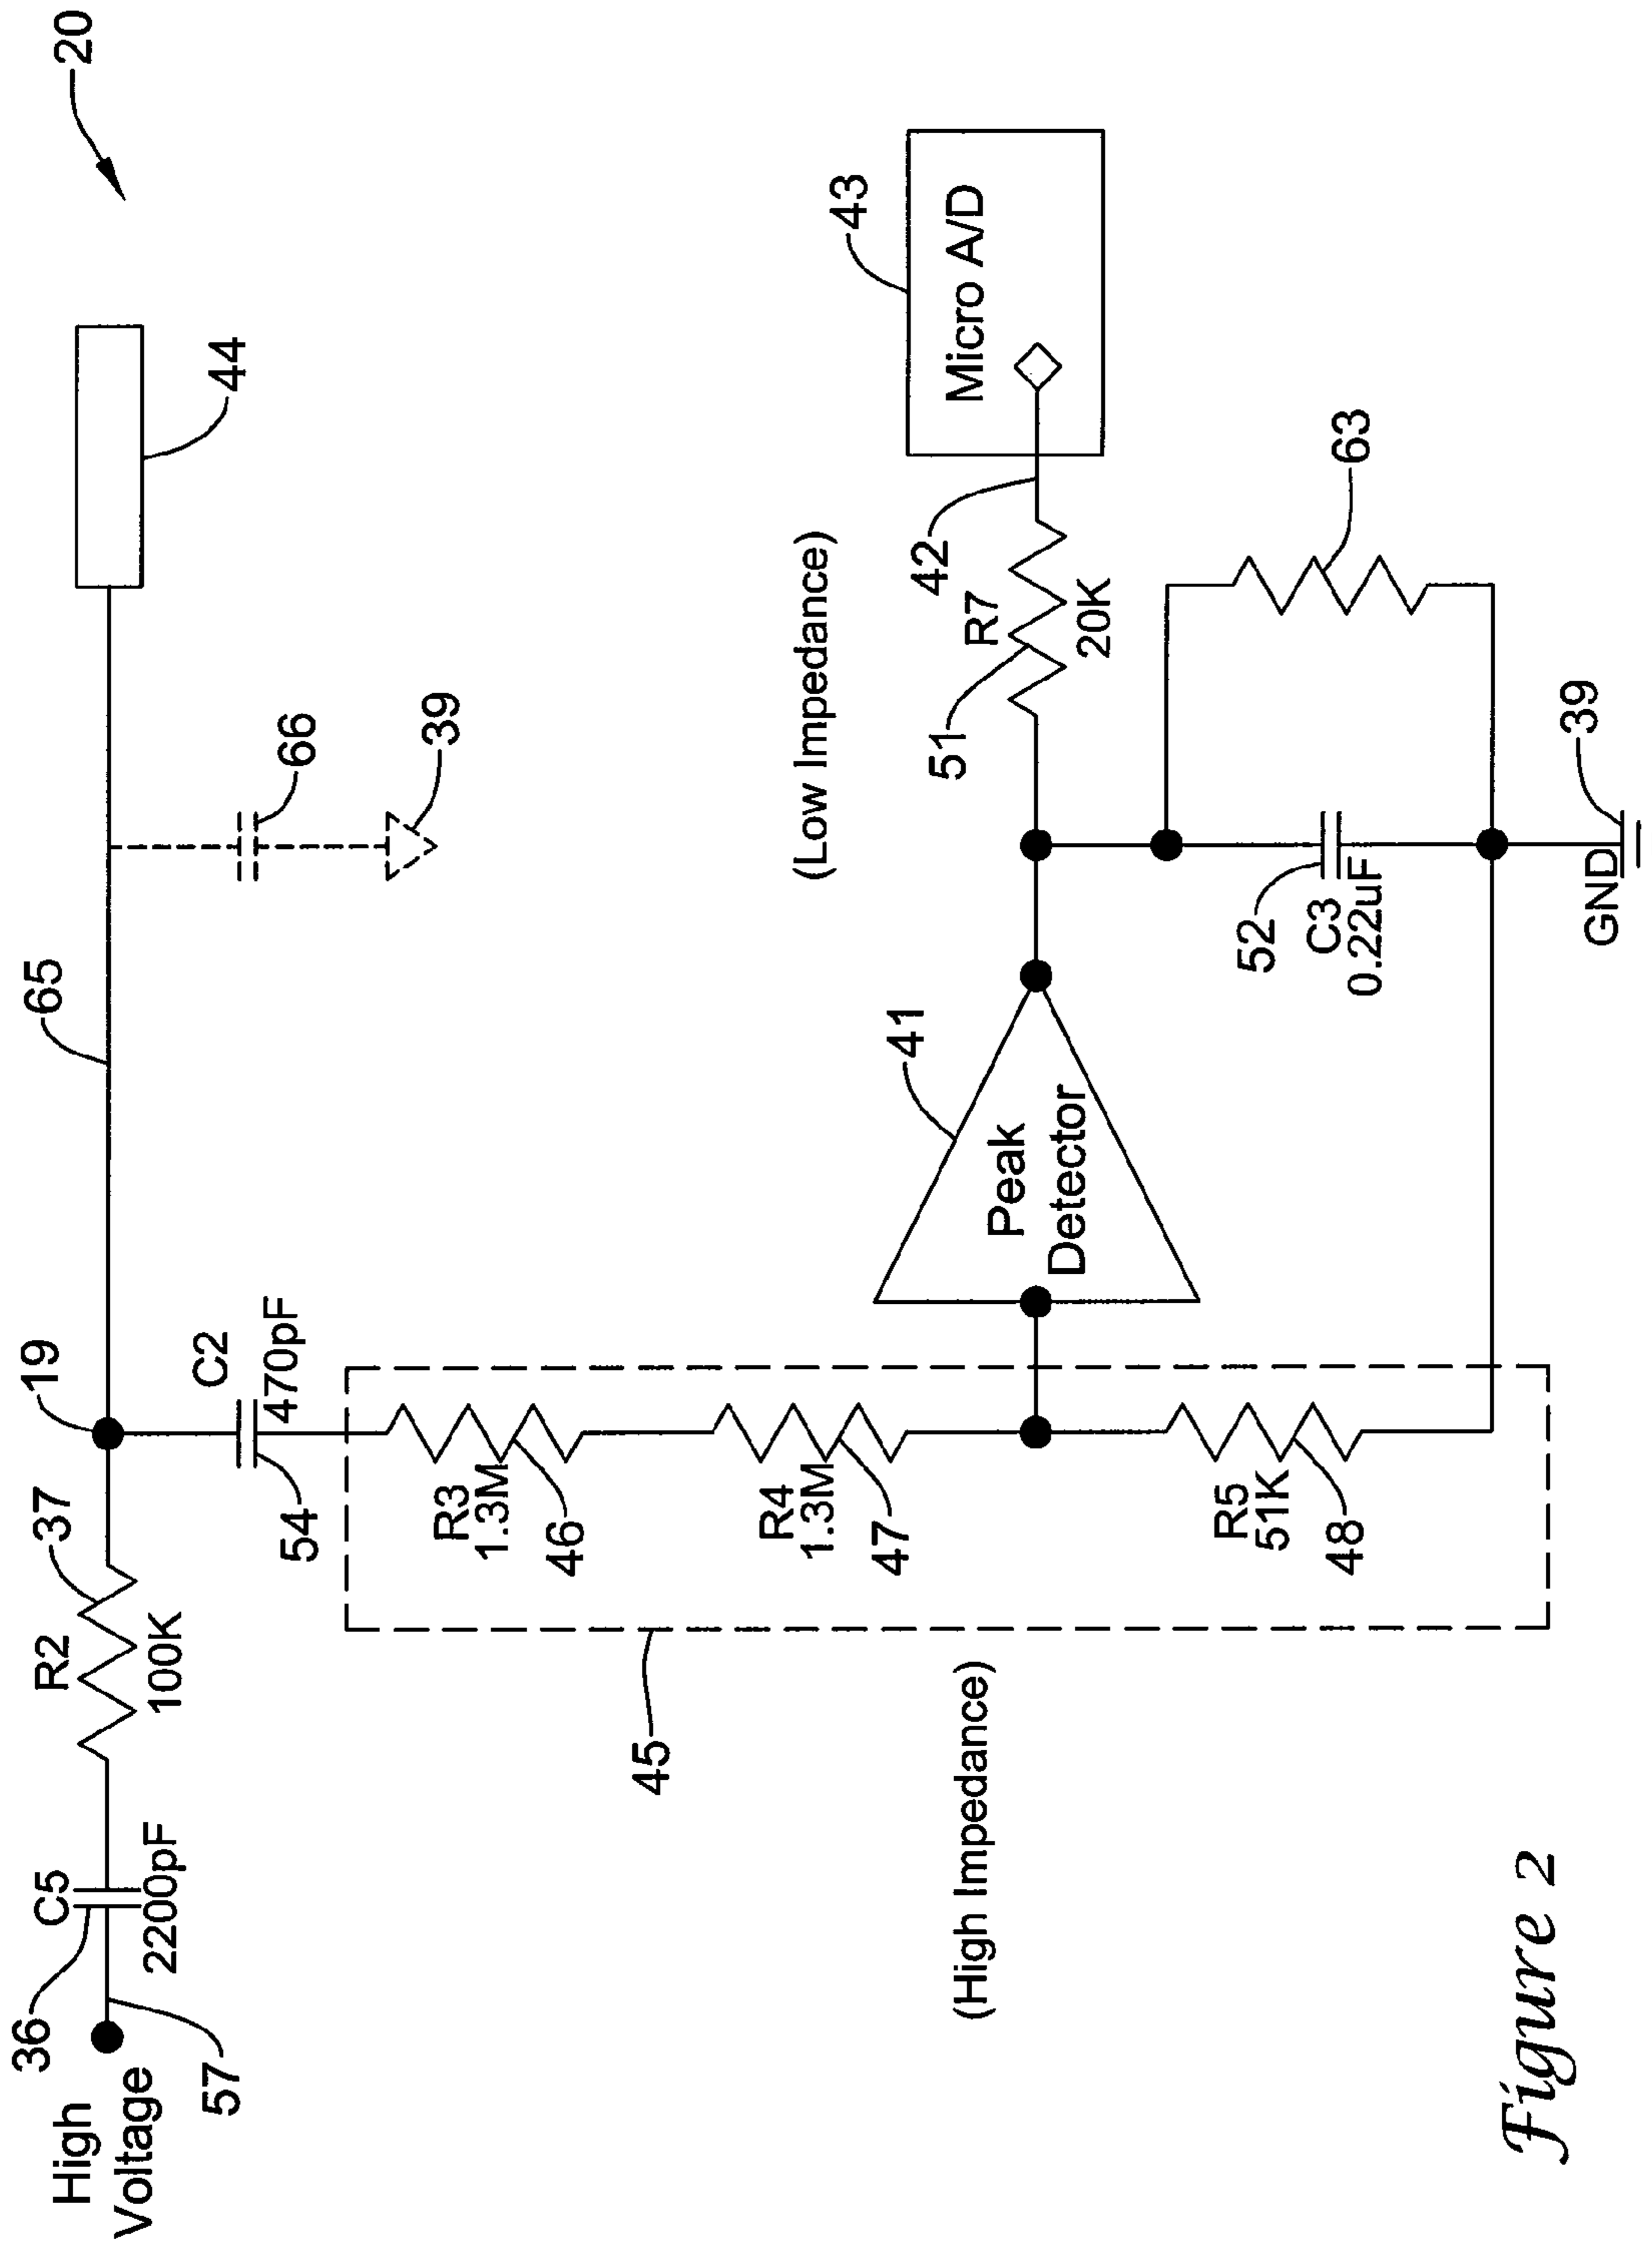 20
High
Voltage
57
36
C5
2200pF
R2
100K
37
19
65
44
66
39
C2
470pF
54
45
R3
1.3M
46
R4
1.3M
47
R5
51K
48
(High Impedance)
41
Peak
Detector
(Low Impedance)
51
R7
20K
42
43
Micro A/D
52
C3
0.22uF
63
GND
39
Figure 2